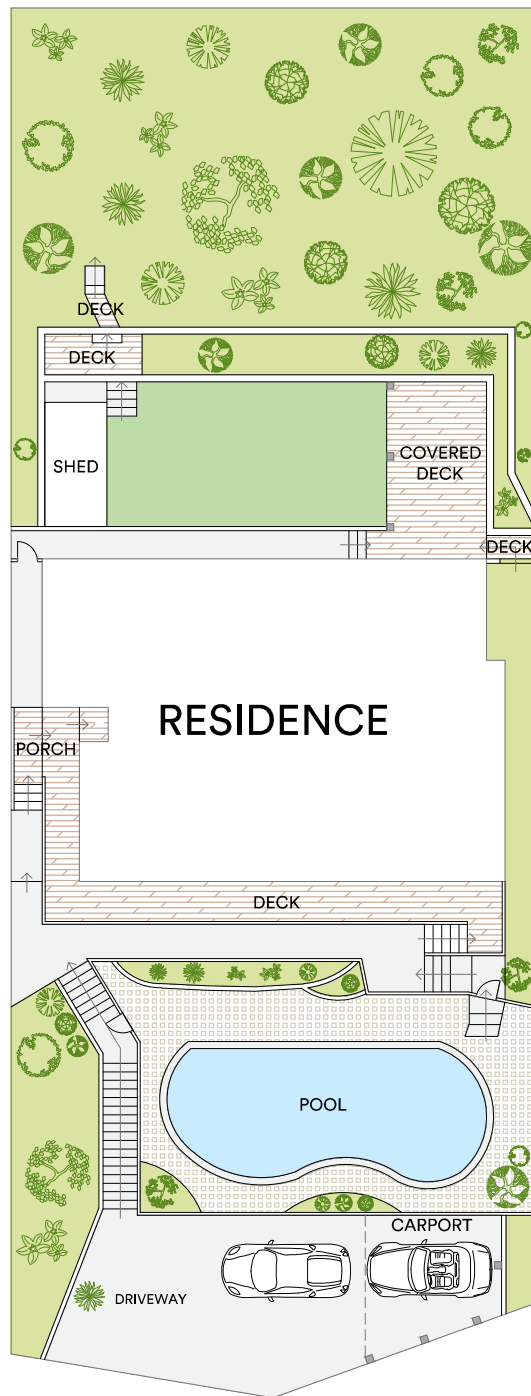 DECK
DECK
SHED
COVERED
DECK
DECK
RESIDENCE
PORCH
DECK
POOL
CARPORT
DRIVEWAY